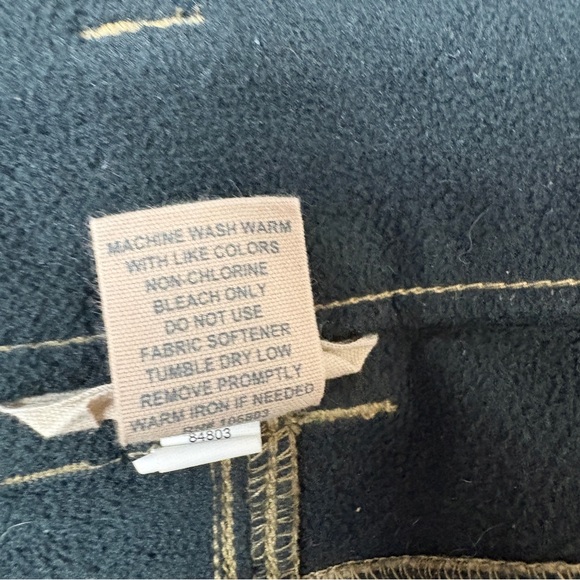 MACHINE WASH WARM
WITH LIKE COLORS
NON-CHLORINE
BLEACH ONLY
DO NOT USE
FABRIC SOFTENER
TUMBLE DRY LOW
REMOVE PROMPTLY
WARM IRON IF NEEDED
84803